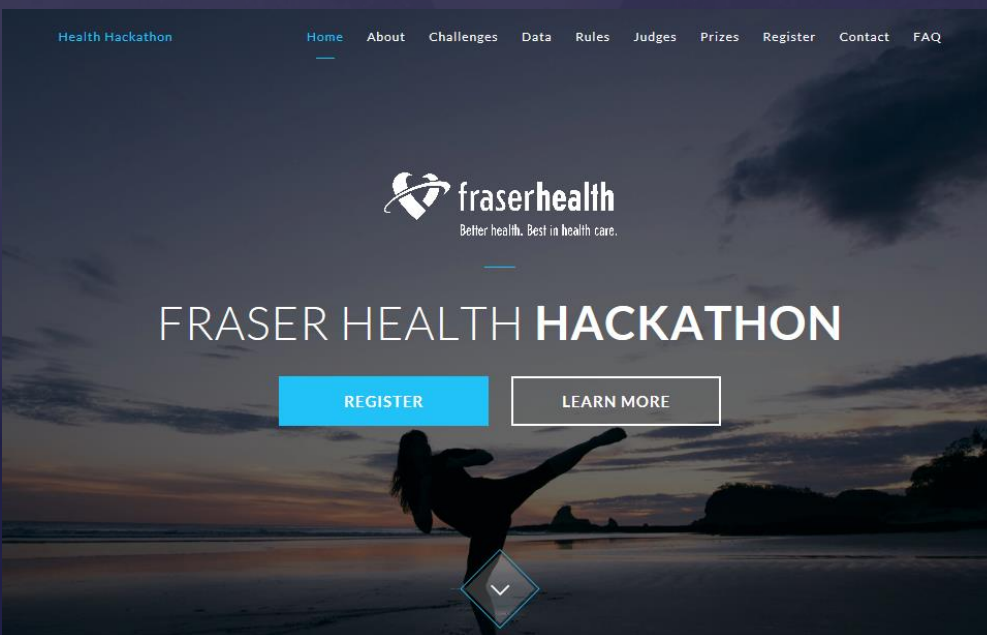 Health Hackathon Home About Challenges Data Rules Judges Prizes Register Contact FAQ
fraserhealth
Better health. Best in health care.
FRASER HEALTH HACKATHON
REGISTER LEARN MORE